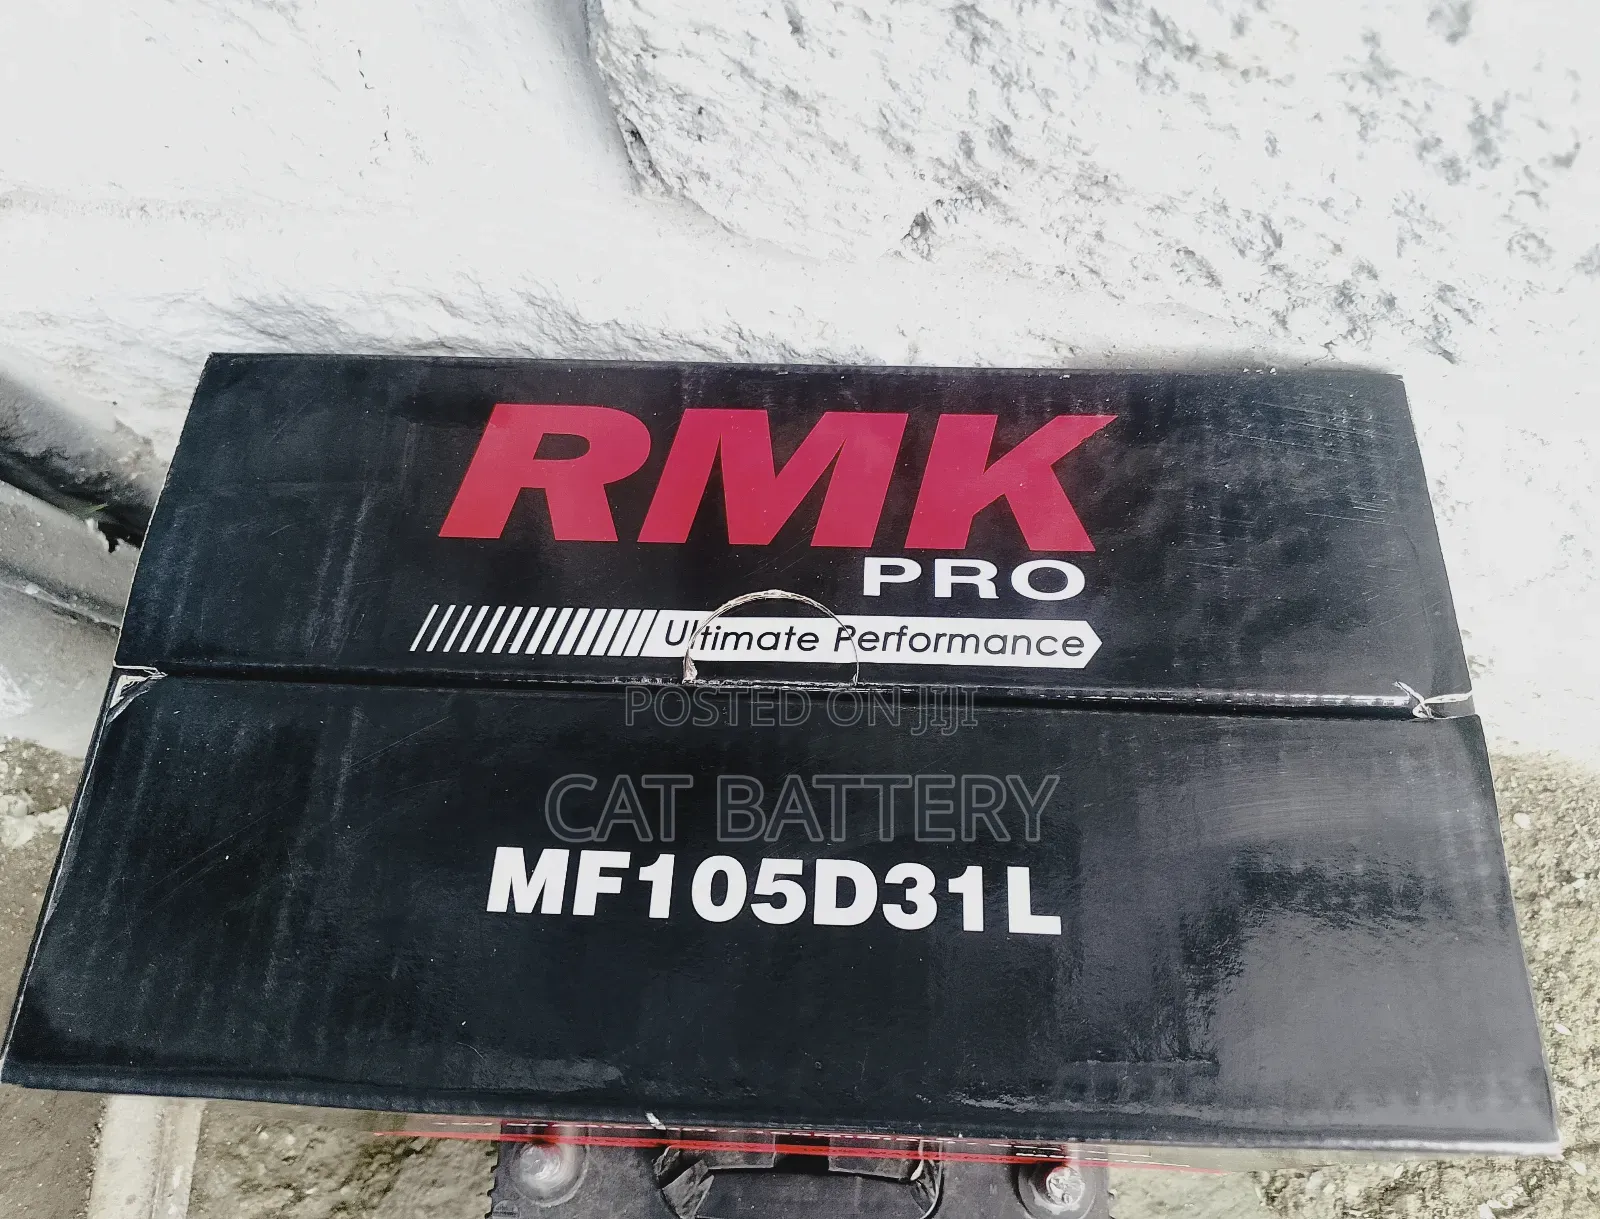 RMK
PRO
Ultimate Performance
POSTED ON JIJI
CAT BATTERY
MF105D31L